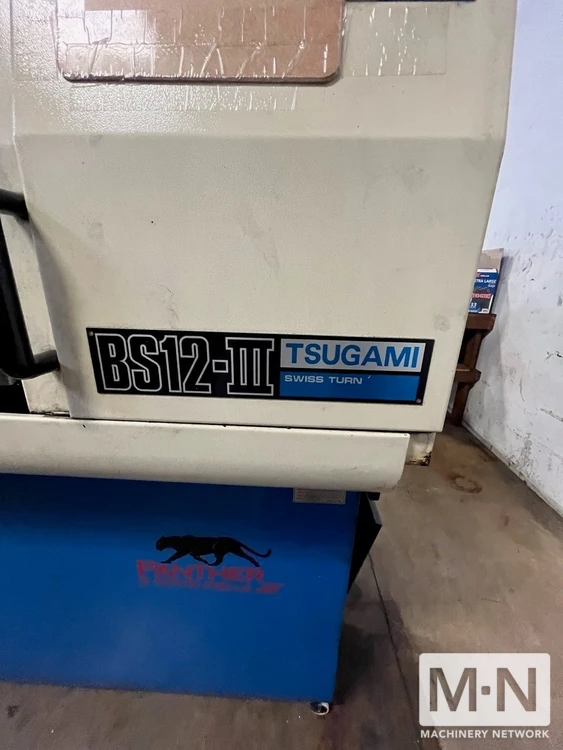 BS12-III
TSUGAMI
SWISS TURN
PANTHER
M·N
MACHINERY NETWORK